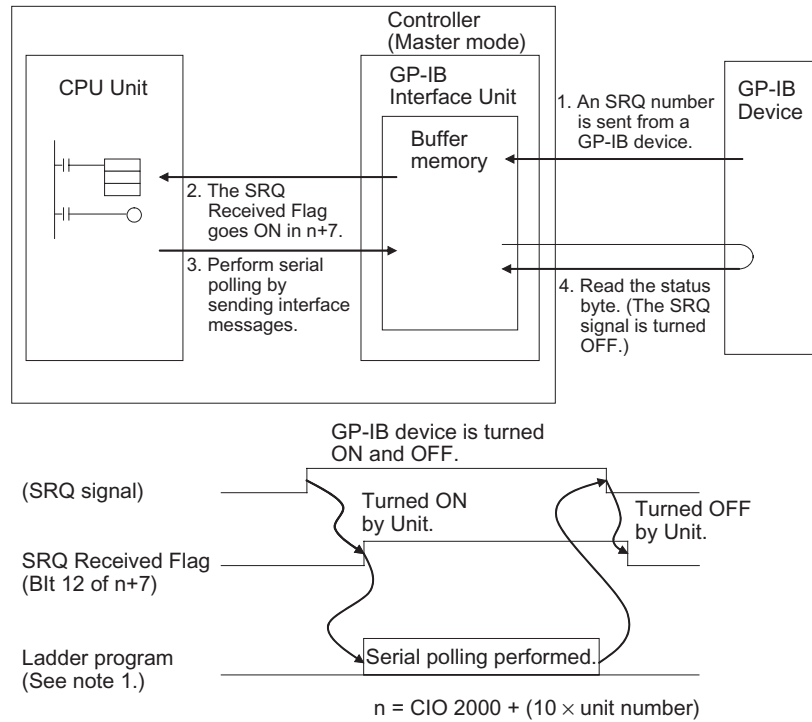 Controller
(Master mode)
CPU Unit
GP-IB
Interface Unit
Buffer
memory
GP-IB
Device
1. An SRQ number
is sent from a
GP-IB device.
2. The SRQ
Received Flag
goes ON in n+7.
3. Perform serial
polling by
sending interface
messages.
4. Read the status
byte. (The SRQ
signal is turned
OFF.)
GP-IB device is turned
ON and OFF.
(SRQ signal)
Turned ON
by Unit.
Turned OFF
by Unit.
SRQ Received Flag
(BIt 12 of n+7)
Ladder program
(See note 1.)
Serial polling performed.
n = CIO 2000 + (10 × unit number)